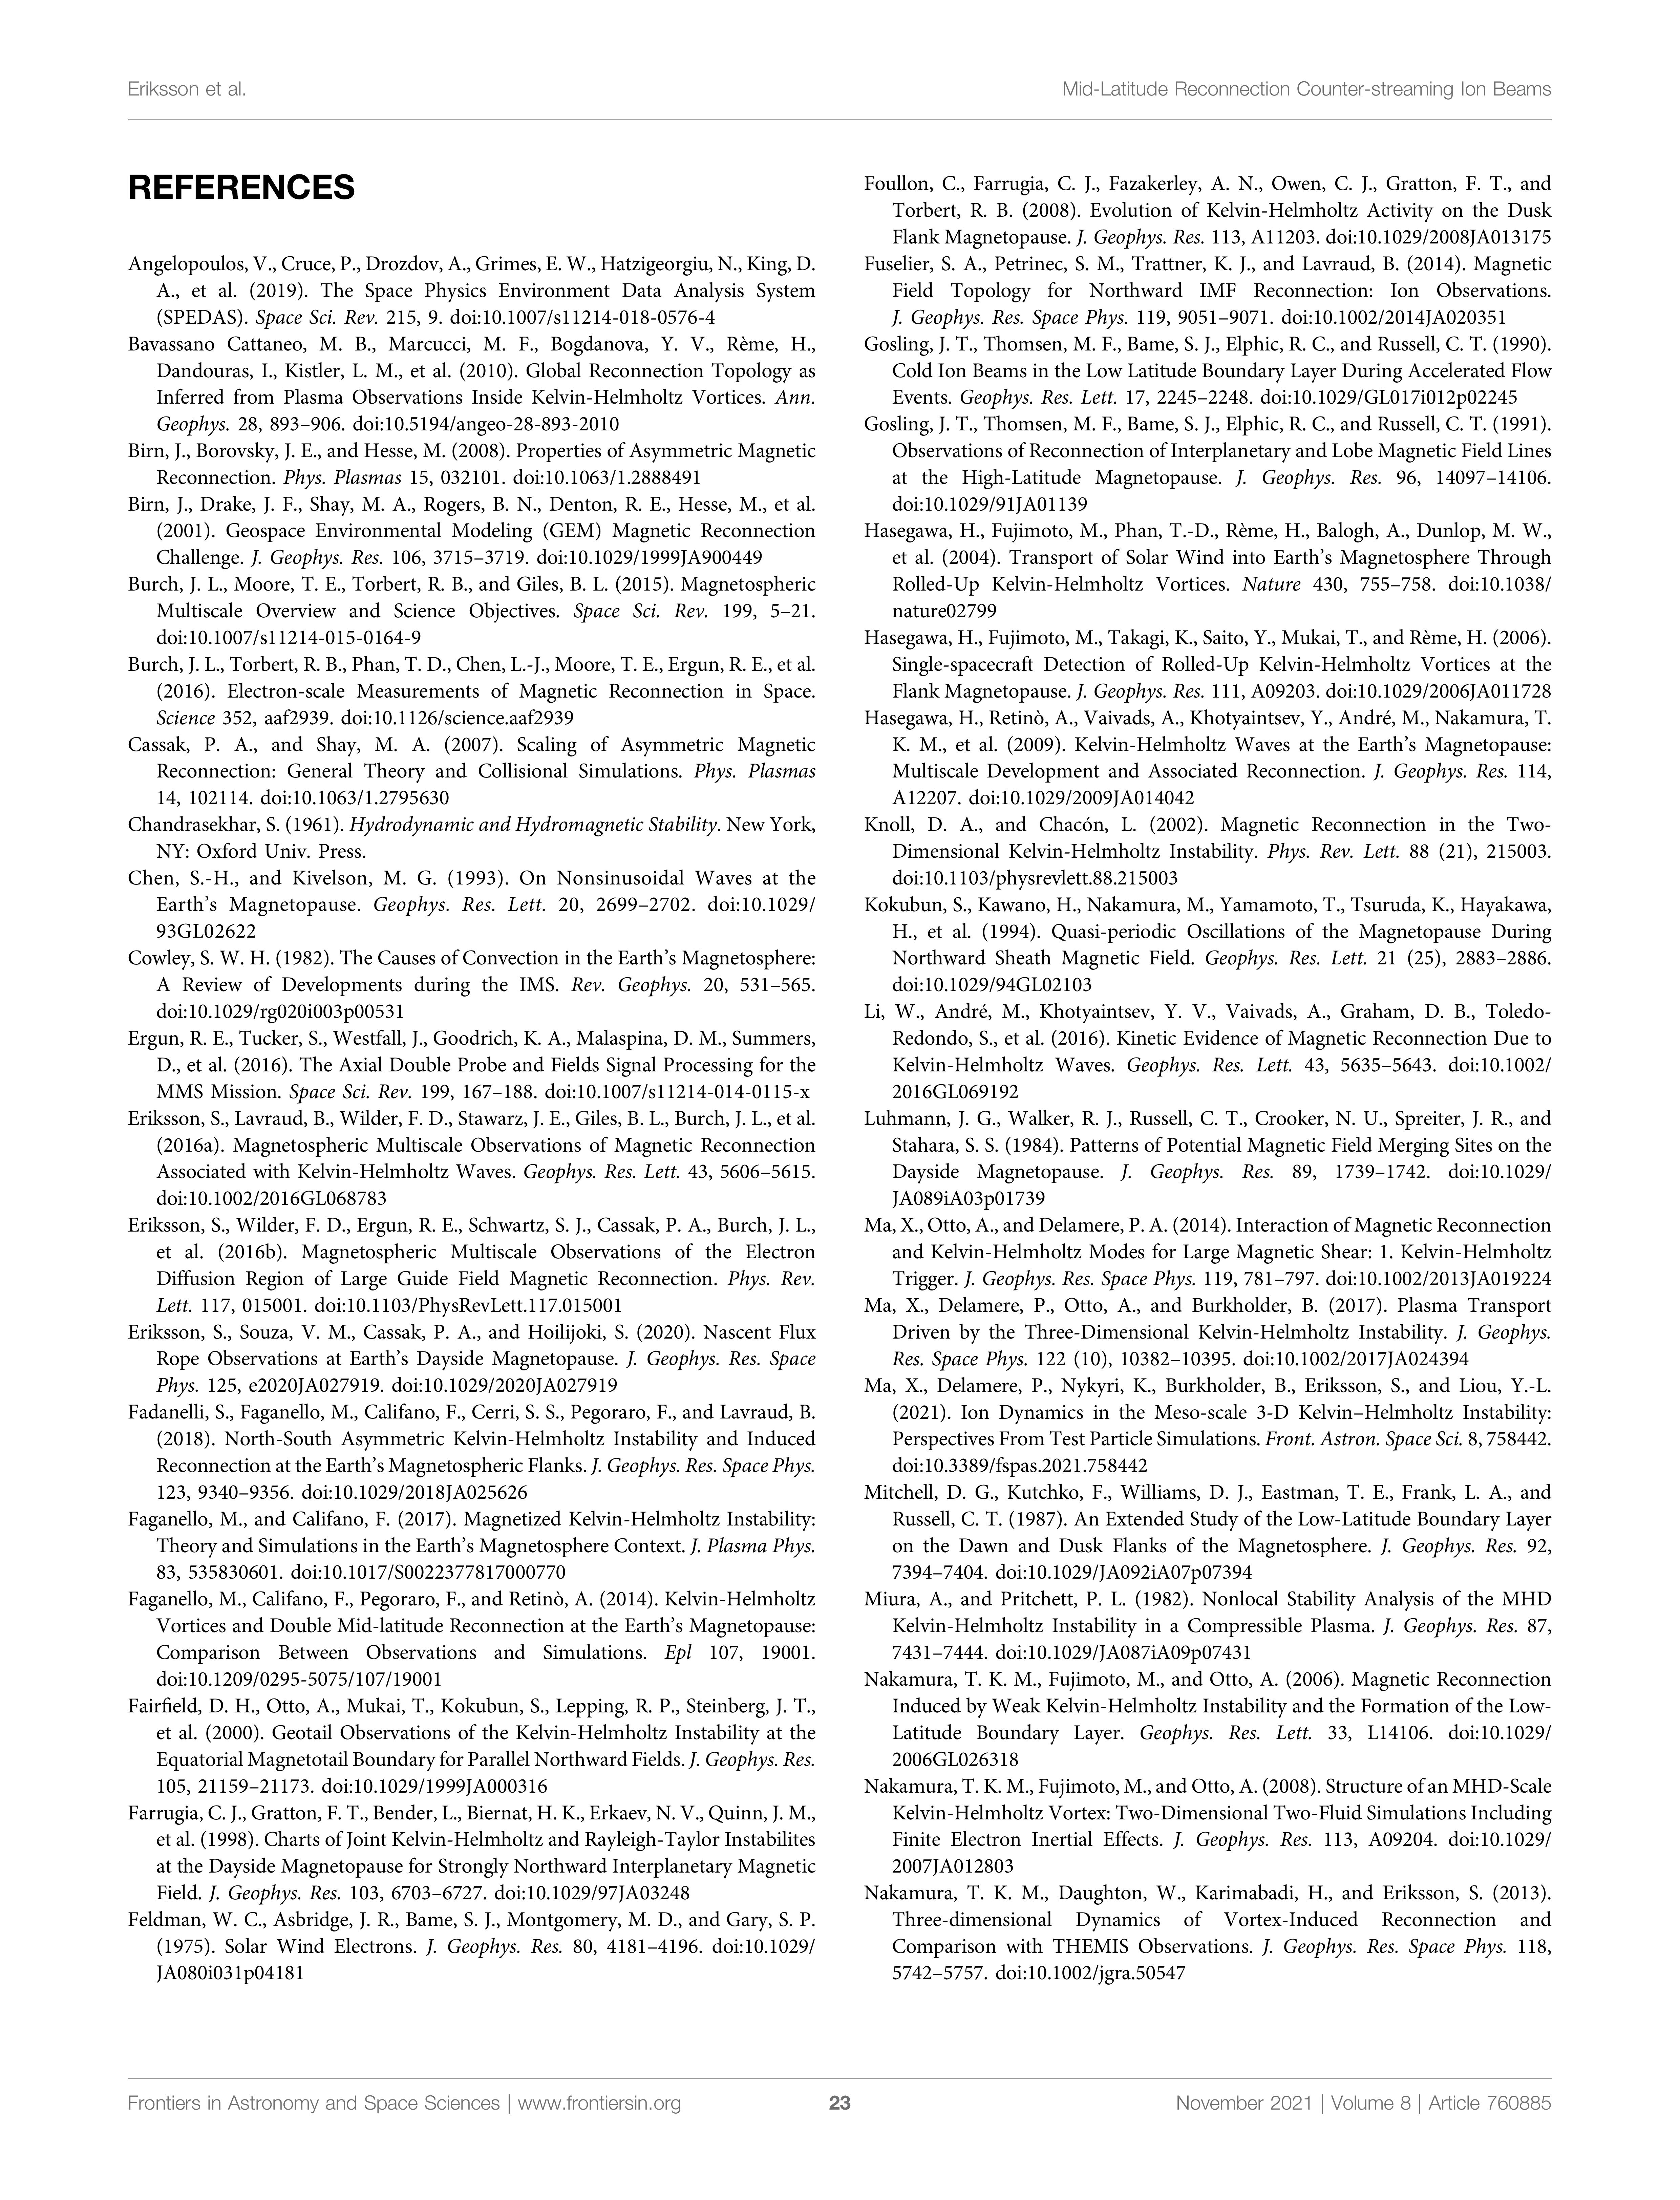 Eriksson et al.
Mid-Latitude Reconnection Counter-streaming Ion Beams
REFERENCES
Angelopoulos, V., Cruce, P., Drozdov, A., Grimes, E. W., Hatzigeorgiu, N., King, D.
A., et al. (2019). The Space Physics Environment Data Analysis System
(SPEDAS). Space Sci. Rev. 215, 9. doi:10.1007/s11214-018-0576-4
Bavassano Cattaneo, M. B., Marcucci, M. F., Bogdanova, Y. V., Rème, H.,
Dandouras, I., Kistler, L. M., et al. (2010). Global Reconnection Topology as
Inferred from Plasma Observations Inside Kelvin-Helmholtz Vortices. Ann.
Geophys. 28, 893–906. doi:10.5194/angeo-28-893-2010
Birn, J., Borovsky, J. E., and Hesse, M. (2008). Properties of Asymmetric Magnetic
Reconnection. Phys. Plasmas 15, 032101. doi:10.1063/1.2888491
Birn, J., Drake, J. F., Shay, M. A., Rogers, B. N., Denton, R. E., Hesse, M., et al.
(2001). Geospace Environmental Modeling (GEM) Magnetic Reconnection
Challenge. J. Geophys. Res. 106, 3715–3719. doi:10.1029/1999JA900449
Burch, J. L., Moore, T. E., Torbert, R. B., and Giles, B. L. (2015). Magnetospheric
Multiscale Overview and Science Objectives. Space Sci. Rev. 199, 5–21.
doi:10.1007/s11214-015-0164-9
Burch, J. L., Torbert, R. B., Phan, T. D., Chen, L.-J., Moore, T. E., Ergun, R. E., et al.
(2016). Electron-scale Measurements of Magnetic Reconnection in Space.
Science 352, aaf2939. doi:10.1126/science.aaf2939
Cassak, P. A., and Shay, M. A. (2007). Scaling of Asymmetric Magnetic
Reconnection: General Theory and Collisional Simulations. Phys. Plasmas
14, 102114. doi:10.1063/1.2795630
Chandrasekhar, S. (1961). Hydrodynamic and Hydromagnetic Stability. New York,
NY: Oxford Univ. Press.
Chen, S.-H., and Kivelson, M. G. (1993). On Nonsinusoidal Waves at the
Earth's Magnetopause. Geophys. Res. Lett. 20, 2699–2702. doi:10.1029/
93GL02622
Cowley, S. W. H. (1982). The Causes of Convection in the Earth's Magnetosphere:
A Review of Developments during the IMS. Rev. Geophys. 20, 531–565.
doi:10.1029/rg020i003p00531
Ergun, R. E., Tucker, S., Westfall, J., Goodrich, K. A., Malaspina, D. M., Summers,
D., et al. (2016). The Axial Double Probe and Fields Signal Processing for the
MMS Mission. Space Sci. Rev. 199, 167–188. doi:10.1007/s11214-014-0115-x
Eriksson, S., Lavraud, B., Wilder, F. D., Stawarz, J. E., Giles, B. L., Burch, J. L., et al.
(2016a). Magnetospheric Multiscale Observations of Magnetic Reconnection
Associated with Kelvin-Helmholtz Waves. Geophys. Res. Lett. 43, 5606–5615.
doi:10.1002/2016GL068783
Eriksson, S., Wilder, F. D., Ergun, R. E., Schwartz, S. J., Cassak, P. A., Burch, J. L.,
et al. (2016b). Magnetospheric Multiscale Observations of the Electron
Diffusion Region of Large Guide Field Magnetic Reconnection. Phys. Rev.
Lett. 117, 015001. doi:10.1103/PhysRevLett.117.015001
Eriksson, S., Souza, V. M., Cassak, P. A., and Hoilijoki, S. (2020). Nascent Flux
Rope Observations at Earth's Dayside Magnetopause. J. Geophys. Res. Space
Phys. 125, e2020JA027919. doi:10.1029/2020JA027919
Fadanelli, S., Faganello, M., Califano, F., Cerri, S. S., Pegoraro, F., and Lavraud, B.
(2018). North-South Asymmetric Kelvin-Helmholtz Instability and Induced
Reconnection at the Earth's Magnetospheric Flanks. J. Geophys. Res. Space Phys.
123, 9340–9356. doi:10.1029/2018JA025626
Faganello, M., and Califano, F. (2017). Magnetized Kelvin-Helmholtz Instability:
Theory and Simulations in the Earth's Magnetosphere Context. J. Plasma Phys.
83, 535830601. doi:10.1017/S0022377817000770
Faganello, M., Califano, F., Pegoraro, F., and Retinò, A. (2014). Kelvin-Helmholtz
Vortices and Double Mid-latitude Reconnection at the Earth's Magnetopause:
Comparison Between Observations and Simulations. Epl 107, 19001.
doi:10.1209/0295-5075/107/19001
Fairfield, D. H., Otto, A., Mukai, T., Kokubun, S., Lepping, R. P., Steinberg, J. T.,
et al. (2000). Geotail Observations of the Kelvin-Helmholtz Instability at the
Equatorial Magnetotail Boundary for Parallel Northward Fields. J. Geophys. Res.
105, 21159–21173. doi:10.1029/1999JA000316
Farrugia, C. J., Gratton, F. T., Bender, L., Biernat, H. K., Erkaev, N. V., Quinn, J. M.,
et al. (1998). Charts of Joint Kelvin-Helmholtz and Rayleigh-Taylor Instabilites
at the Dayside Magnetopause for Strongly Northward Interplanetary Magnetic
Field. J. Geophys. Res. 103, 6703–6727. doi:10.1029/97JA03248
Feldman, W. C., Asbridge, J. R., Bame, S. J., Montgomery, M. D., and Gary, S. P.
(1975). Solar Wind Electrons. J. Geophys. Res. 80, 4181–4196. doi:10.1029/
JA080i031p04181
Foullon, C., Farrugia, C. J., Fazakerley, A. N., Owen, C. J., Gratton, F. T., and
Torbert, R. B. (2008). Evolution of Kelvin-Helmholtz Activity on the Dusk
Flank Magnetopause. J. Geophys. Res. 113, A11203. doi:10.1029/2008JA013175
Fuselier, S. A., Petrinec, S. M., Trattner, K. J., and Lavraud, B. (2014). Magnetic
Field Topology for Northward IMF Reconnection: Ion Observations.
J. Geophys. Res. Space Phys. 119, 9051–9071. doi:10.1002/2014JA020351
Gosling, J. T., Thomsen, M. F., Bame, S. J., Elphic, R. C., and Russell, C. T. (1990).
Cold Ion Beams in the Low Latitude Boundary Layer During Accelerated Flow
Events. Geophys. Res. Lett. 17, 2245–2248. doi:10.1029/GL017i012p02245
Gosling, J. T., Thomsen, M. F., Bame, S. J., Elphic, R. C., and Russell, C. T. (1991).
Observations of Reconnection of Interplanetary and Lobe Magnetic Field Lines
at the High-Latitude Magnetopause. J. Geophys. Res. 96, 14097–14106.
doi:10.1029/91JA01139
Hasegawa, H., Fujimoto, M., Phan, T.-D., Rème, H., Balogh, A., Dunlop, M. W.,
et al. (2004). Transport of Solar Wind into Earth's Magnetosphere Through
Rolled-Up Kelvin-Helmholtz Vortices. Nature 430, 755–758. doi:10.1038/
nature02799
Hasegawa, H., Fujimoto, M., Takagi, K., Saito, Y., Mukai, T., and Rème, H. (2006).
Single-spacecraft Detection of Rolled-Up Kelvin-Helmholtz Vortices at the
Flank Magnetopause. J. Geophys. Res. 111, A09203. doi:10.1029/2006JA011728
Hasegawa, H., Retinò, A., Vaivads, A., Khotyaintsev, Y., André, M., Nakamura, T.
K. M., et al. (2009). Kelvin-Helmholtz Waves at the Earth's Magnetopause:
Multiscale Development and Associated Reconnection. J. Geophys. Res. 114,
A12207. doi:10.1029/2009JA014042
Knoll, D. A., and Chacón, L. (2002). Magnetic Reconnection in the Two-
Dimensional Kelvin-Helmholtz Instability. Phys. Rev. Lett. 88 (21), 215003.
doi:10.1103/physrevlett.88.215003
Kokubun, S., Kawano, H., Nakamura, M., Yamamoto, T., Tsuruda, K., Hayakawa,
H., et al. (1994). Quasi-periodic Oscillations of the Magnetopause During
Northward Sheath Magnetic Field. Geophys. Res. Lett. 21 (25), 2883–2886.
doi:10.1029/94GL02103
Li, W., André, M., Khotyaintsev, Y. V., Vaivads, A., Graham, D. B., Toledo-
Redondo, S., et al. (2016). Kinetic Evidence of Magnetic Reconnection Due to
Kelvin-Helmholtz Waves. Geophys. Res. Lett. 43, 5635–5643. doi:10.1002/
2016GL069192
Luhmann, J. G., Walker, R. J., Russell, C. T., Crooker, N. U., Spreiter, J. R., and
Stahara, S. S. (1984). Patterns of Potential Magnetic Field Merging Sites on the
Dayside Magnetopause. J. Geophys. Res. 89, 1739–1742. doi:10.1029/
JA089iA03p01739
Ma, X., Otto, A., and Delamere, P. A. (2014). Interaction of Magnetic Reconnection
and Kelvin-Helmholtz Modes for Large Magnetic Shear: 1. Kelvin-Helmholtz
Trigger. J. Geophys. Res. Space Phys. 119, 781–797. doi:10.1002/2013JA019224
Ma, X., Delamere, P., Otto, A., and Burkholder, B. (2017). Plasma Transport
Driven by the Three-Dimensional Kelvin-Helmholtz Instability. J. Geophys.
Res. Space Phys. 122 (10), 10382–10395. doi:10.1002/2017JA024394
Ma, X., Delamere, P., Nykyri, K., Burkholder, B., Eriksson, S., and Liou, Y.-L.
(2021). Ion Dynamics in the Meso-scale 3-D Kelvin–Helmholtz Instability:
Perspectives From Test Particle Simulations. Front. Astron. Space Sci. 8, 758442.
doi:10.3389/fspas.2021.758442
Mitchell, D. G., Kutchko, F., Williams, D. J., Eastman, T. E., Frank, L. A., and
Russell, C. T. (1987). An Extended Study of the Low-Latitude Boundary Layer
on the Dawn and Dusk Flanks of the Magnetosphere. J. Geophys. Res. 92,
7394–7404. doi:10.1029/JA092iA07p07394
Miura, A., and Pritchett, P. L. (1982). Nonlocal Stability Analysis of the MHD
Kelvin-Helmholtz Instability in a Compressible Plasma. J. Geophys. Res. 87,
7431–7444. doi:10.1029/JA087iA09p07431
Nakamura, T. K. M., Fujimoto, M., and Otto, A. (2006). Magnetic Reconnection
Induced by Weak Kelvin-Helmholtz Instability and the Formation of the Low-
Latitude Boundary Layer. Geophys. Res. Lett. 33, L14106. doi:10.1029/
2006GL026318
Nakamura, T. K. M., Fujimoto, M., and Otto, A. (2008). Structure of an MHD-Scale
Kelvin-Helmholtz Vortex: Two-Dimensional Two-Fluid Simulations Including
Finite Electron Inertial Effects. J. Geophys. Res. 113, A09204. doi:10.1029/
2007JA012803
Nakamura, T. K. M., Daughton, W., Karimabadi, H., and Eriksson, S. (2013).
Three-dimensional Dynamics of Vortex-Induced Reconnection and
Comparison with THEMIS Observations. J. Geophys. Res. Space Phys. 118,
5742–5757. doi:10.1002/jgra.50547
Frontiers in Astronomy and Space Sciences | www.frontiersin.org
23
November 2021 | Volume 8 | Article 760885